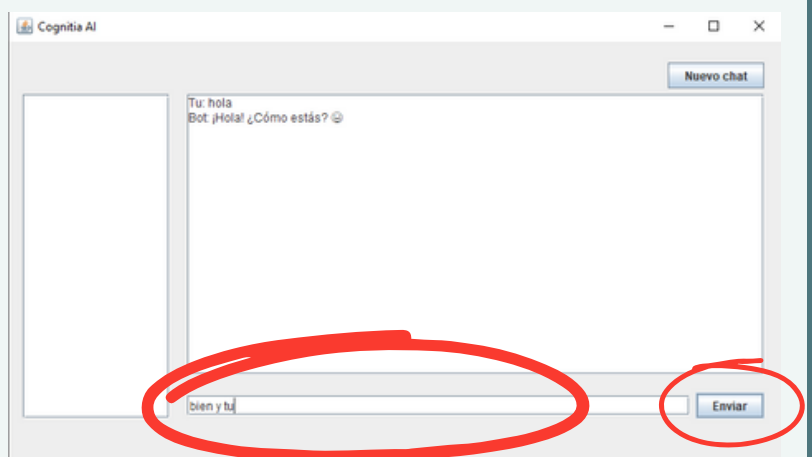 Cognitia AI
Nuevo chat
Tu: hola
Bot: ¡Hola! ¿Cómo estás? 😀
bien y tu
Enviar